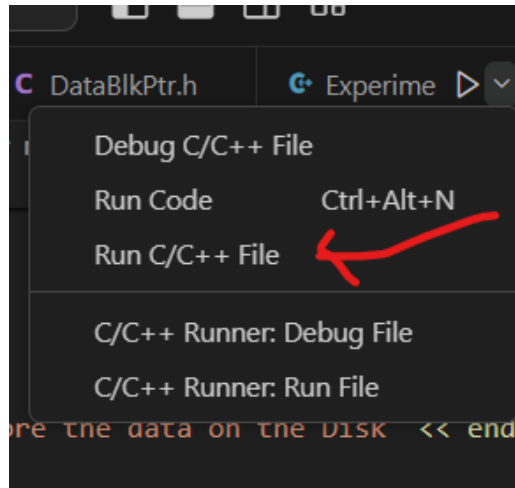 DataBlkPtr.h Experime
Debug C/C++ File
Run Code Ctrl+Alt+N
Run C/C++ File
C/C++ Runner: Debug File
C/C++ Runner: Run File
the data on the Disk << end